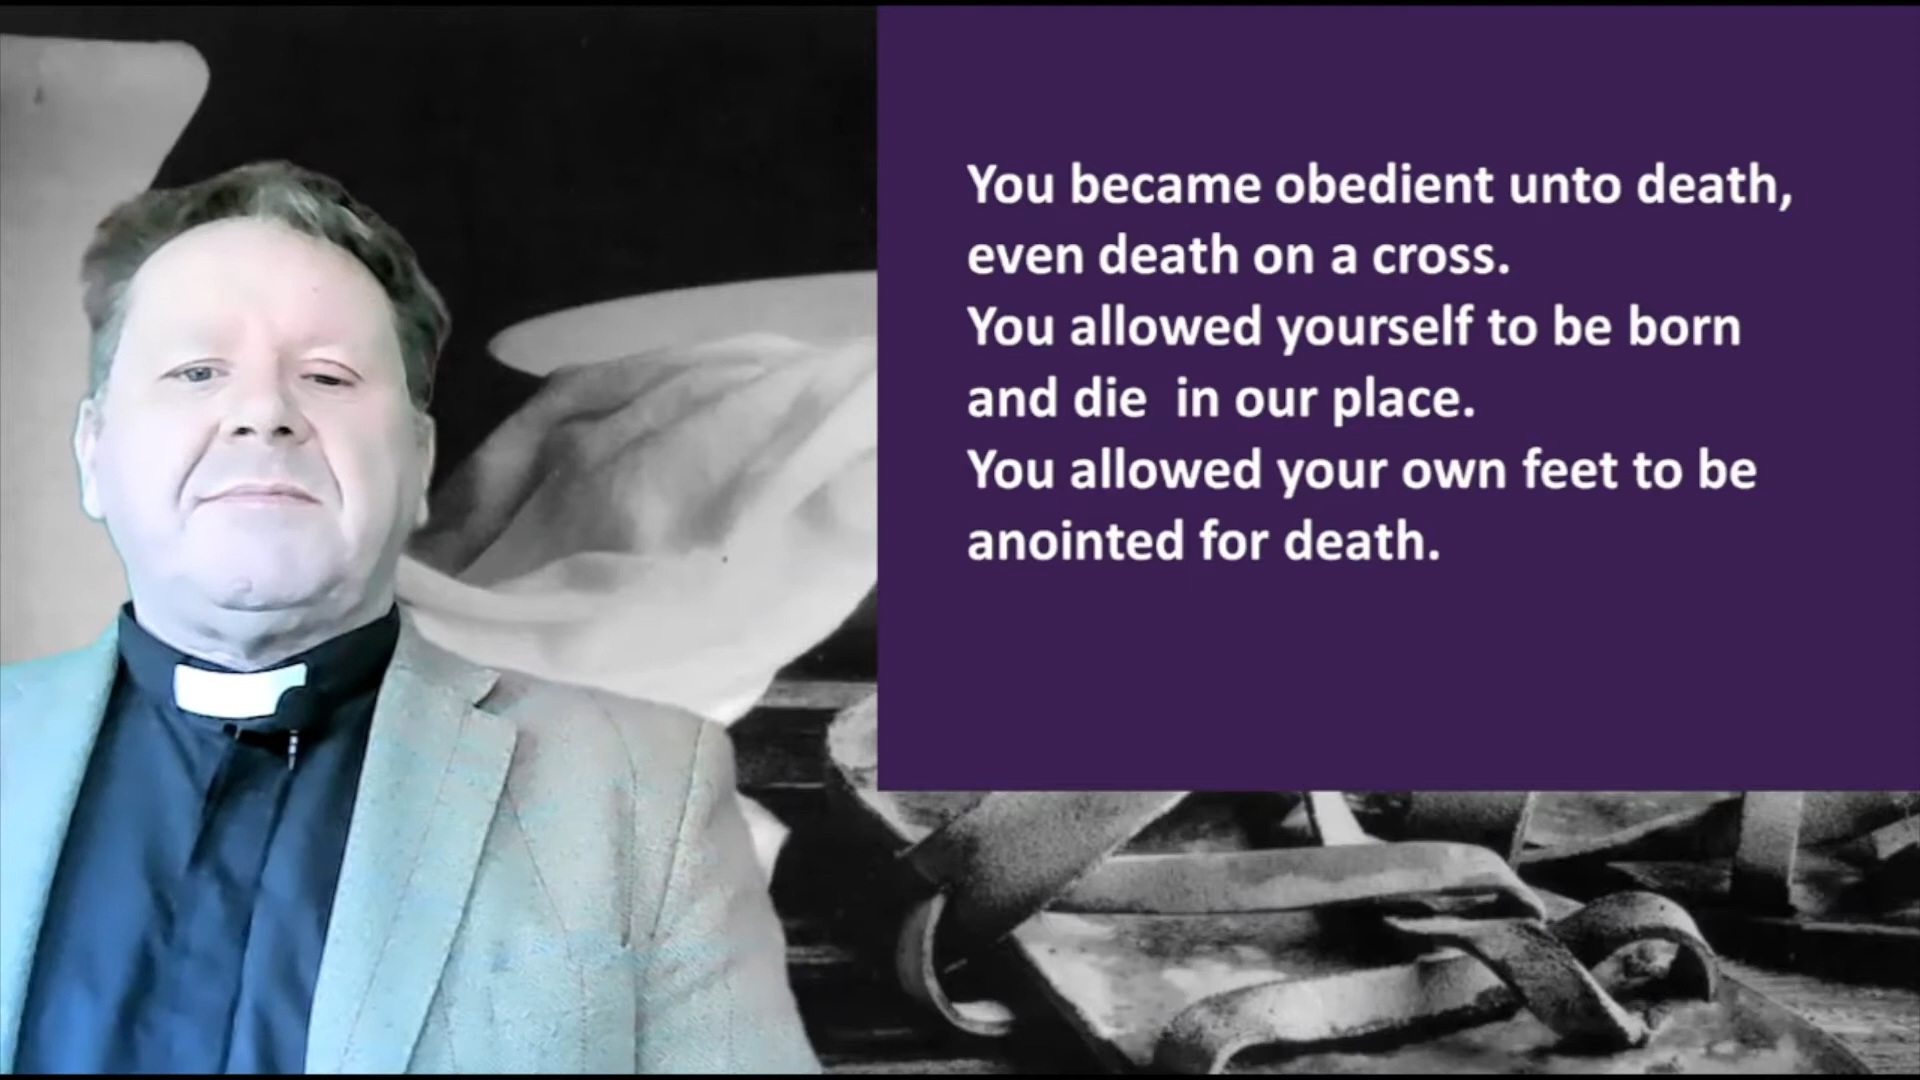 You became obedient unto death,
even death on a cross.
You allowed yourself to be born
and die  in our place.
You allowed your own feet to be
anointed for death.